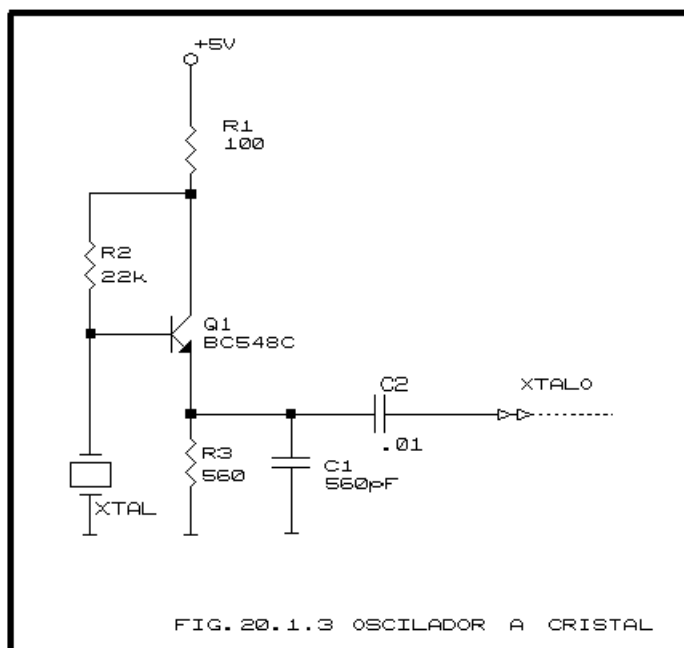 +5V
R1
100
R2
22k
Q1
BC548C
C2
.01
XTALO
R3
560
C1
560pF
XTAL
FIG.20.1.3 OSCILADOR A CRISTAL